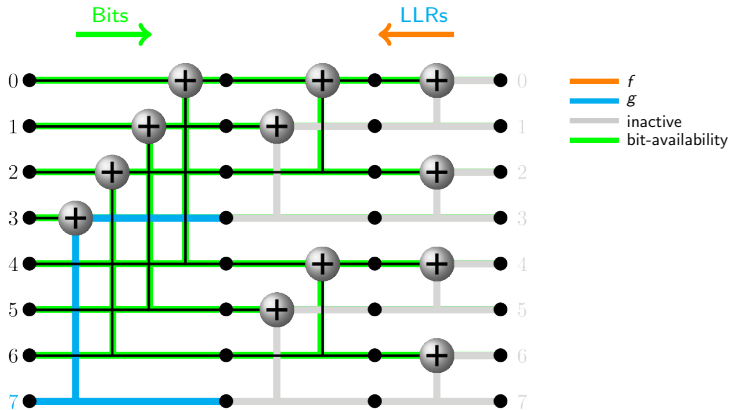 Bits LLRs
0 0 f
g
1 1 inactive
bit-availability
2 2
3 3
4 4
5 5
6 6
7 7